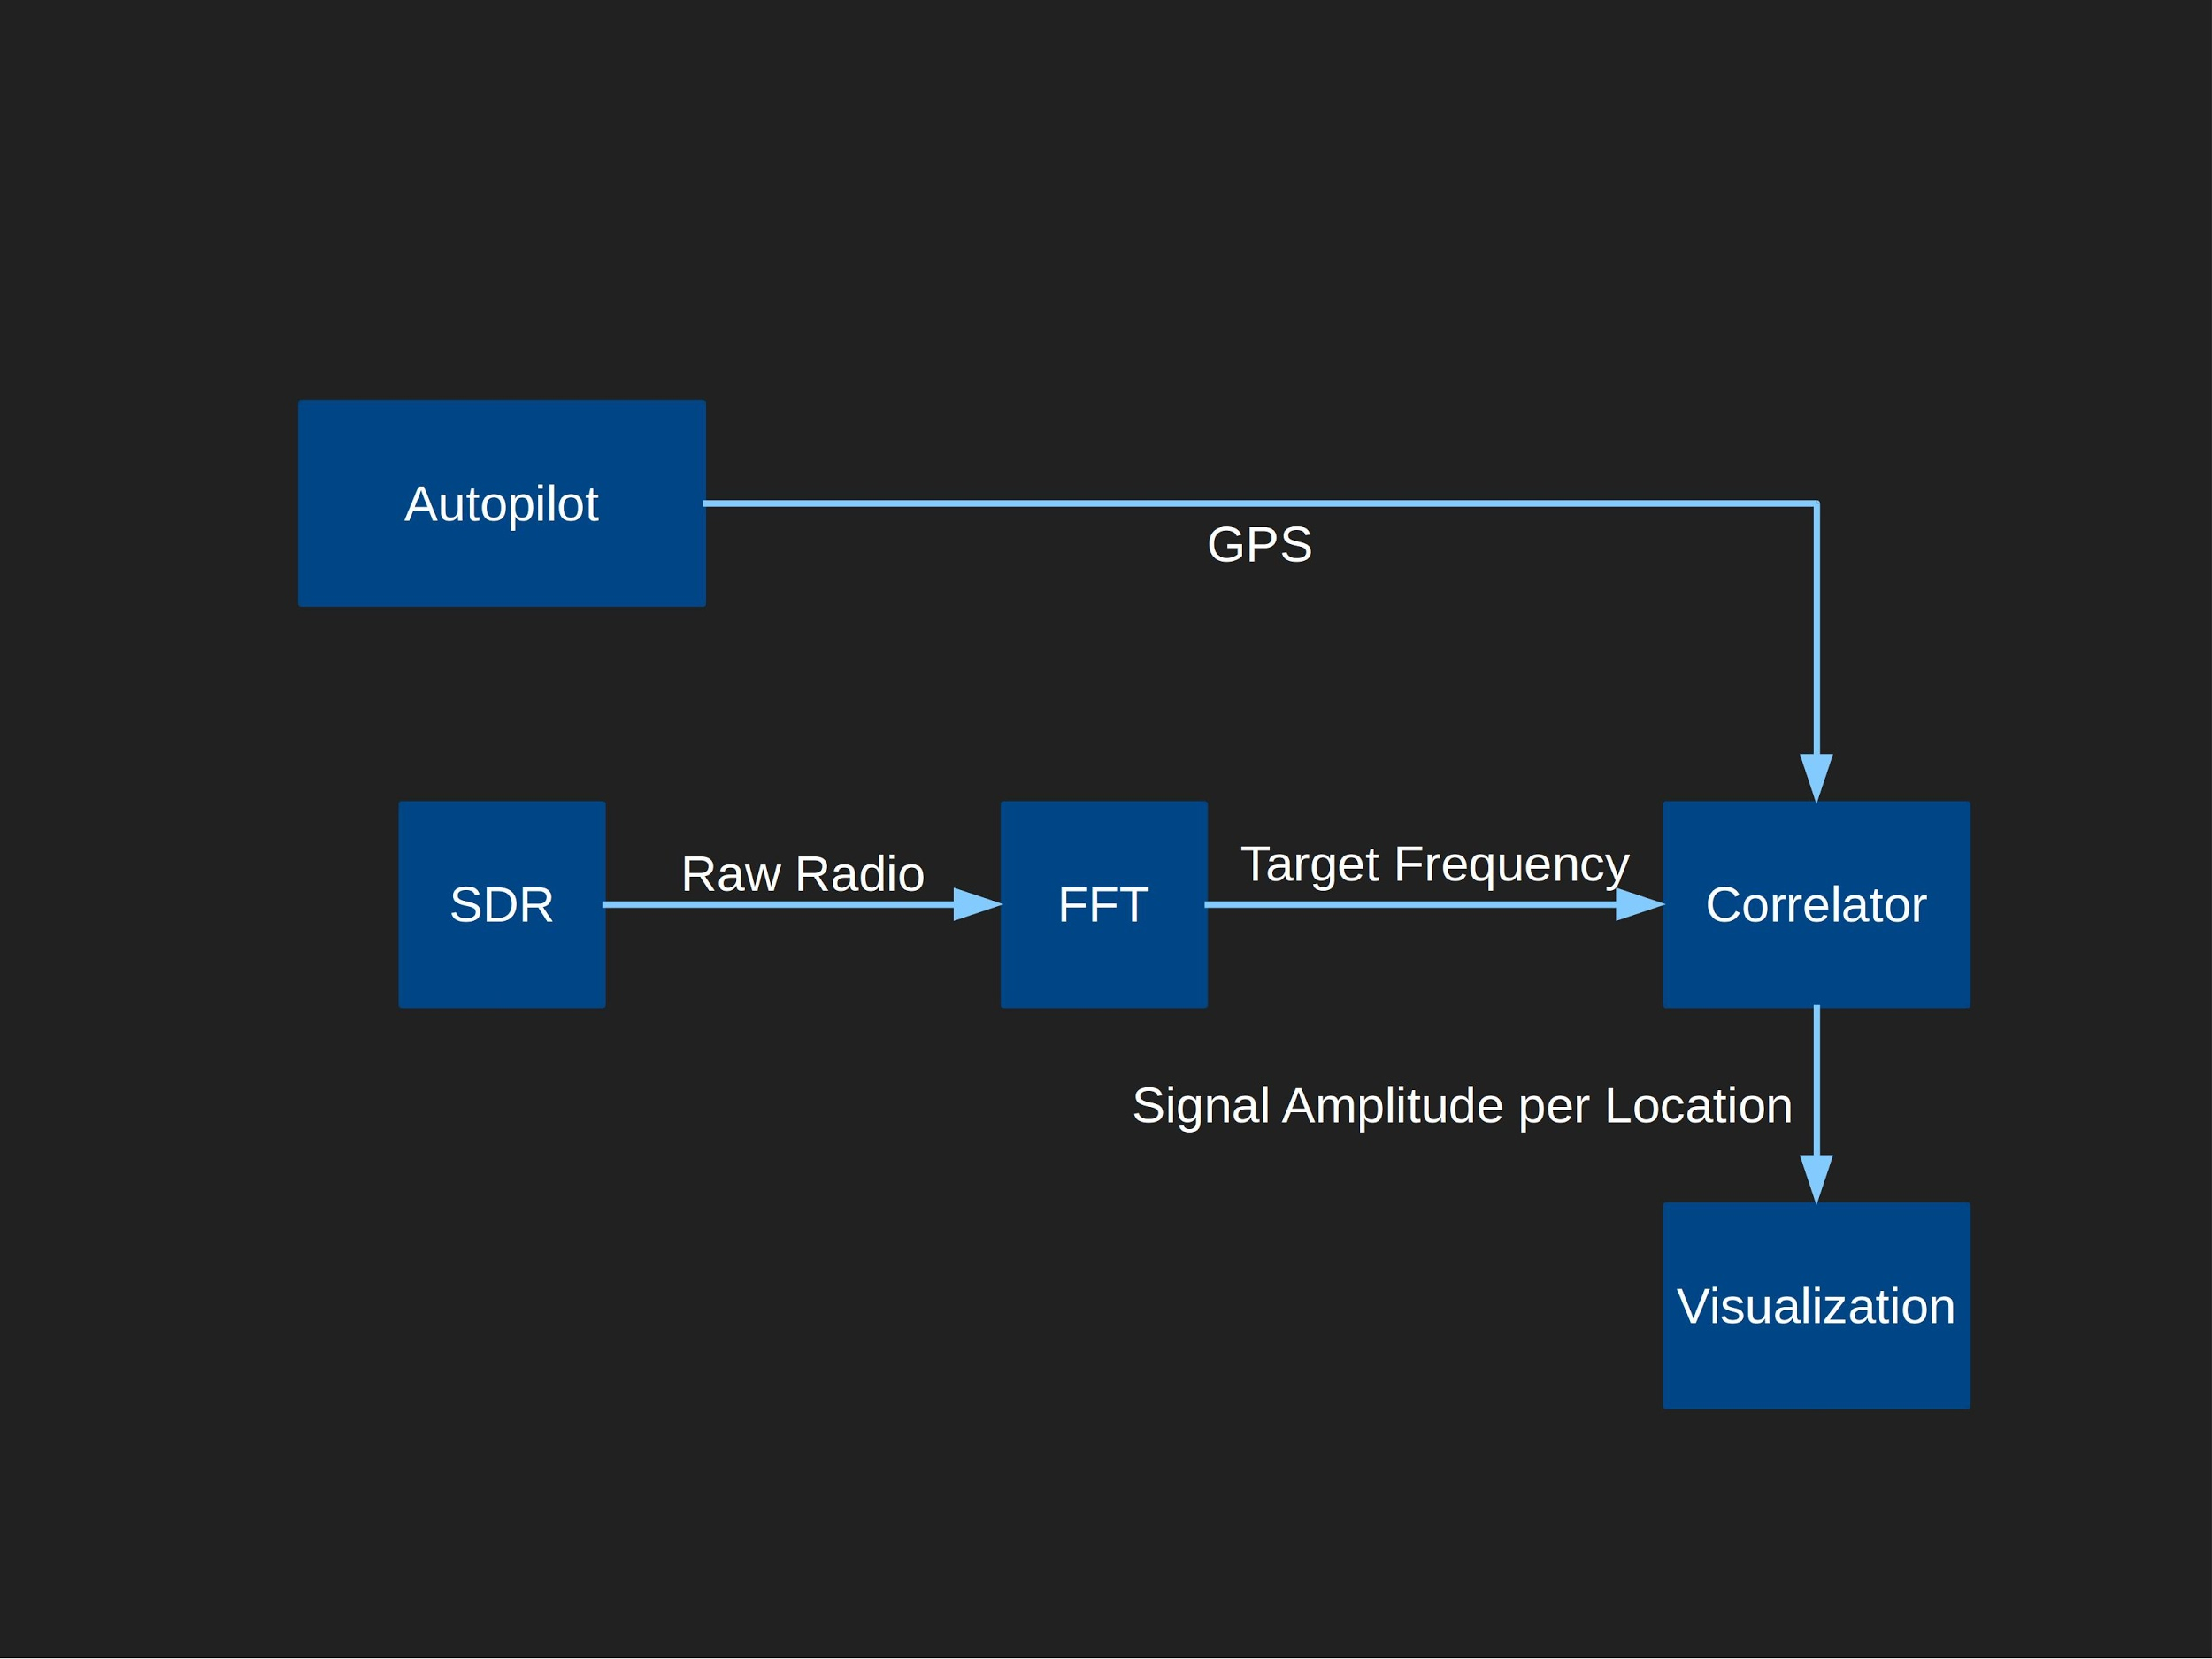 Autopilot
GPS
SDR
Raw Radio
FFT
Target Frequency
Correlator
Signal Amplitude per Location
Visualization